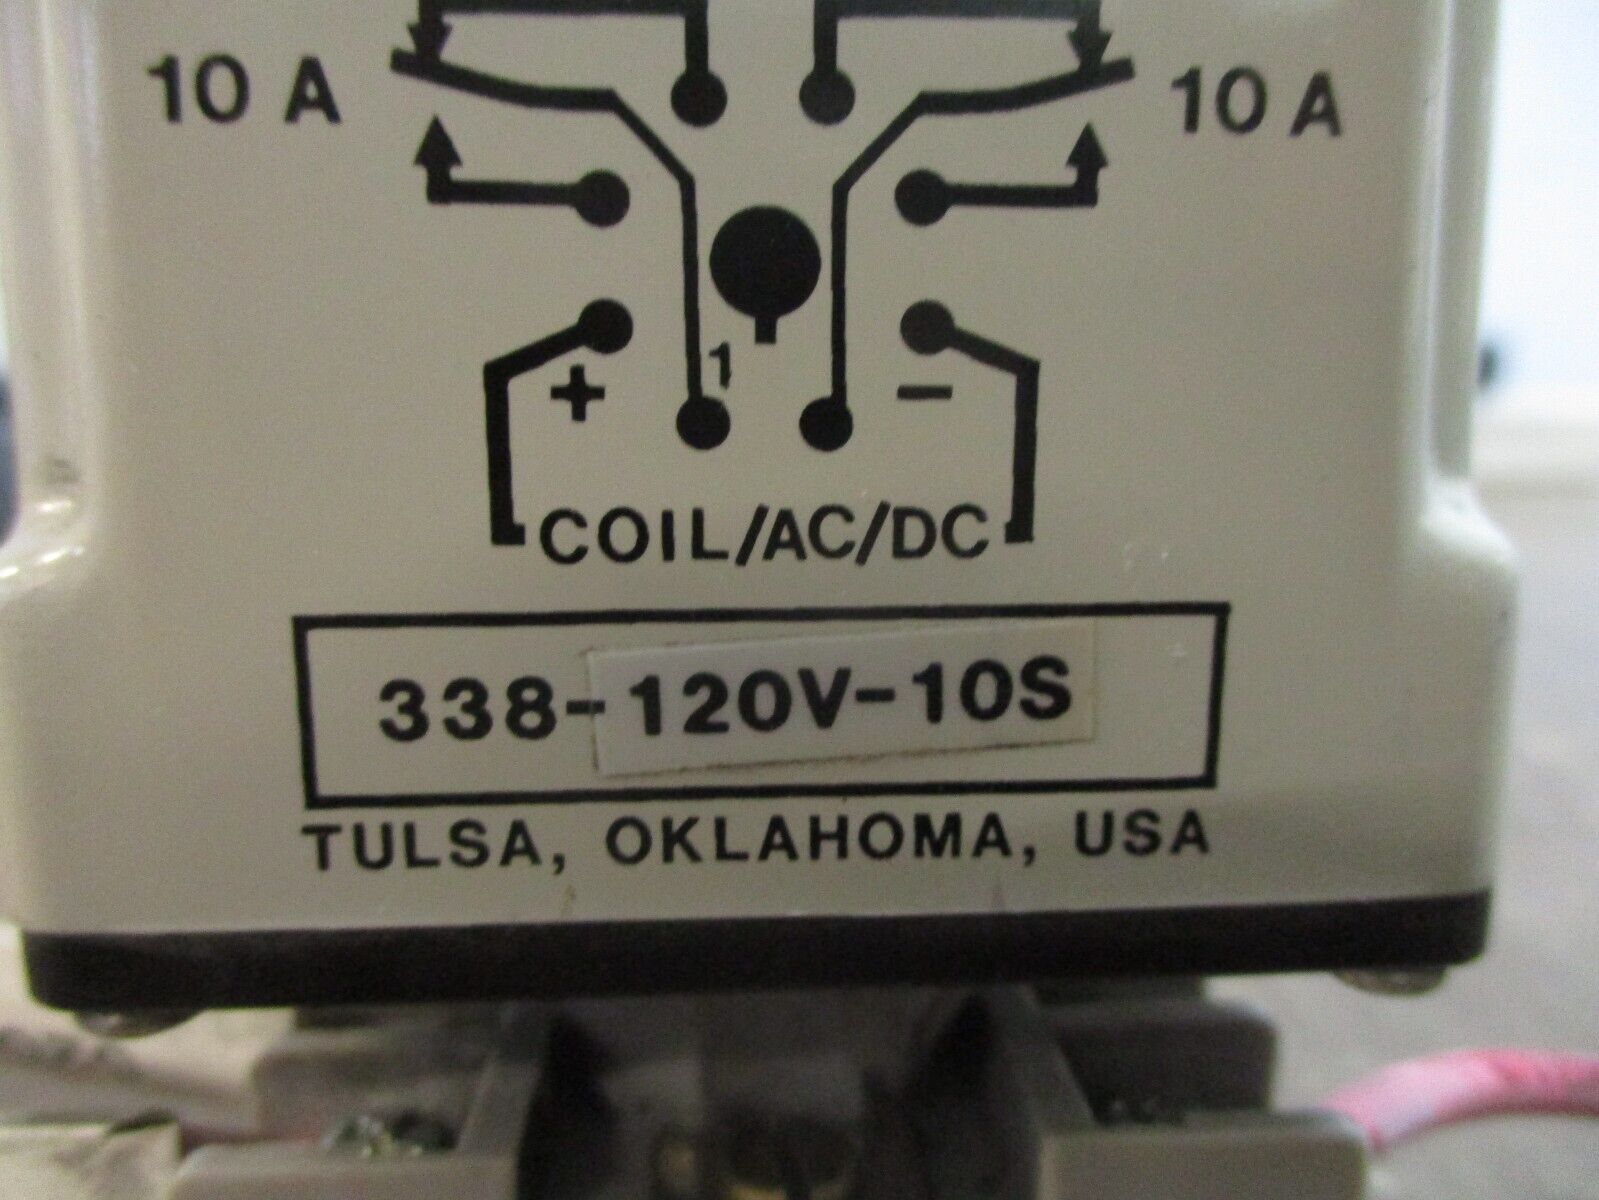 10 A 10 A
+ 1 −
COIL/AC/DC
338-120V-10S
TULSA, OKLAHOMA, USA